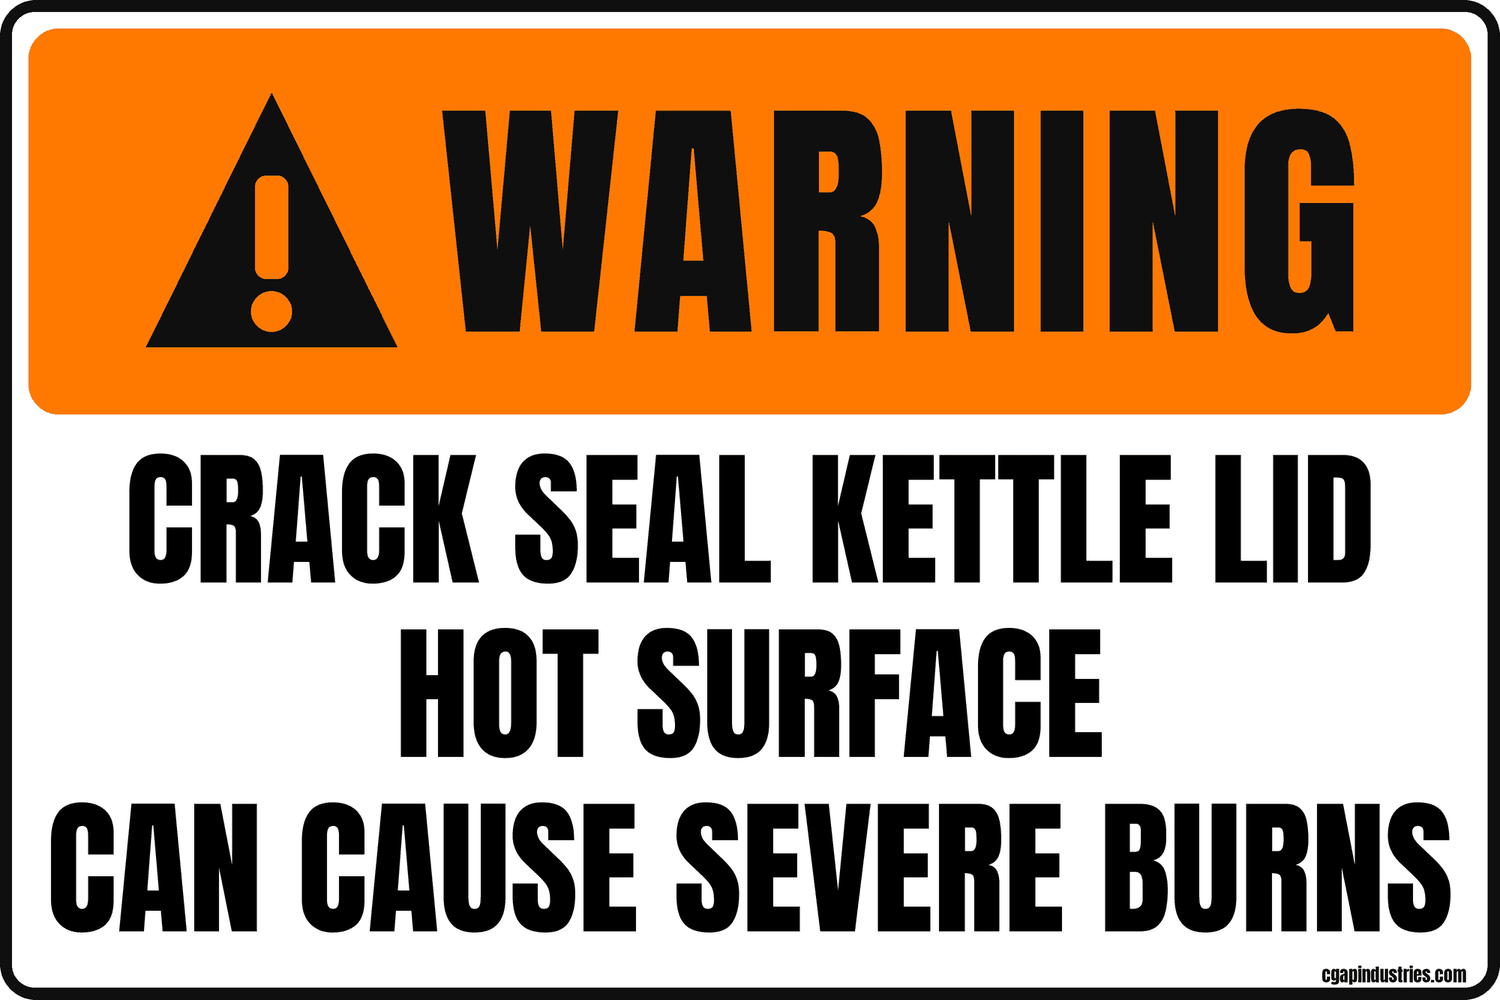 WARNING
CRACK SEAL KETTLE LID
HOT SURFACE
CAN CAUSE SEVERE BURNS
cgapindustries.com